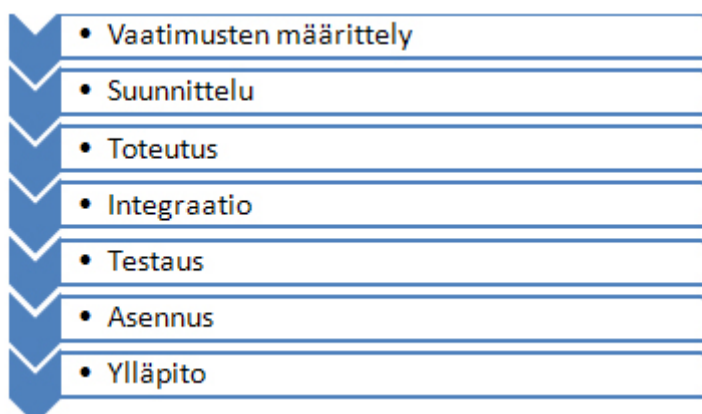 • Vaatimusten määrittely
• Suunnittelu
• Toteutus
• Integraatio
• Testaus
• Asennus
• Ylläpito